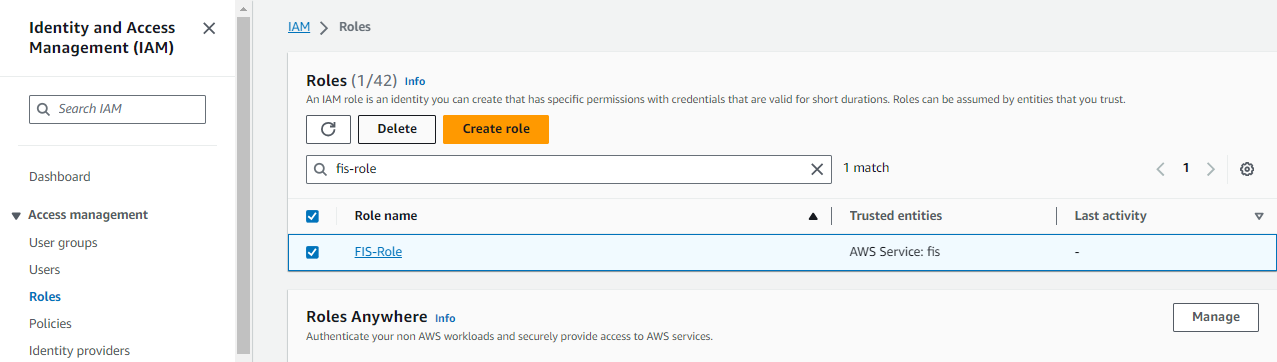 Identity and Access
Management (IAM)
Search IAM
Dashboard
Access management
User groups
Users
Roles
Policies
Identity providers
IAM > Roles
Roles (1/42) Info
An IAM role is an identity you can create that has specific permissions with credentials that are valid for short durations. Roles can be assumed by entities that you trust.
Delete Create role
fis-role 1 match 1
Role name Trusted entities Last activity
FIS-Role AWS Service: fis -
Roles Anywhere Info Manage
Authenticate your non AWS workloads and securely provide access to AWS services.